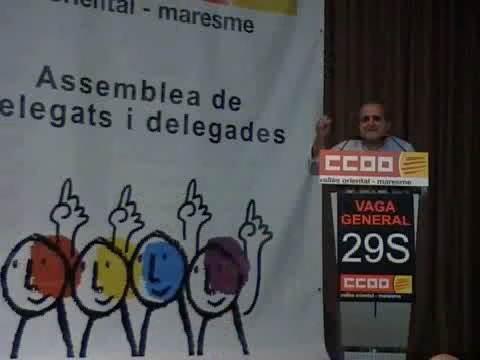 oriental - maresme
Assemblea de
elegats i delegades
CCOO
vallès oriental - maresme
VAGA
GENERAL
29S
CCOO
vallès oriental - maresme